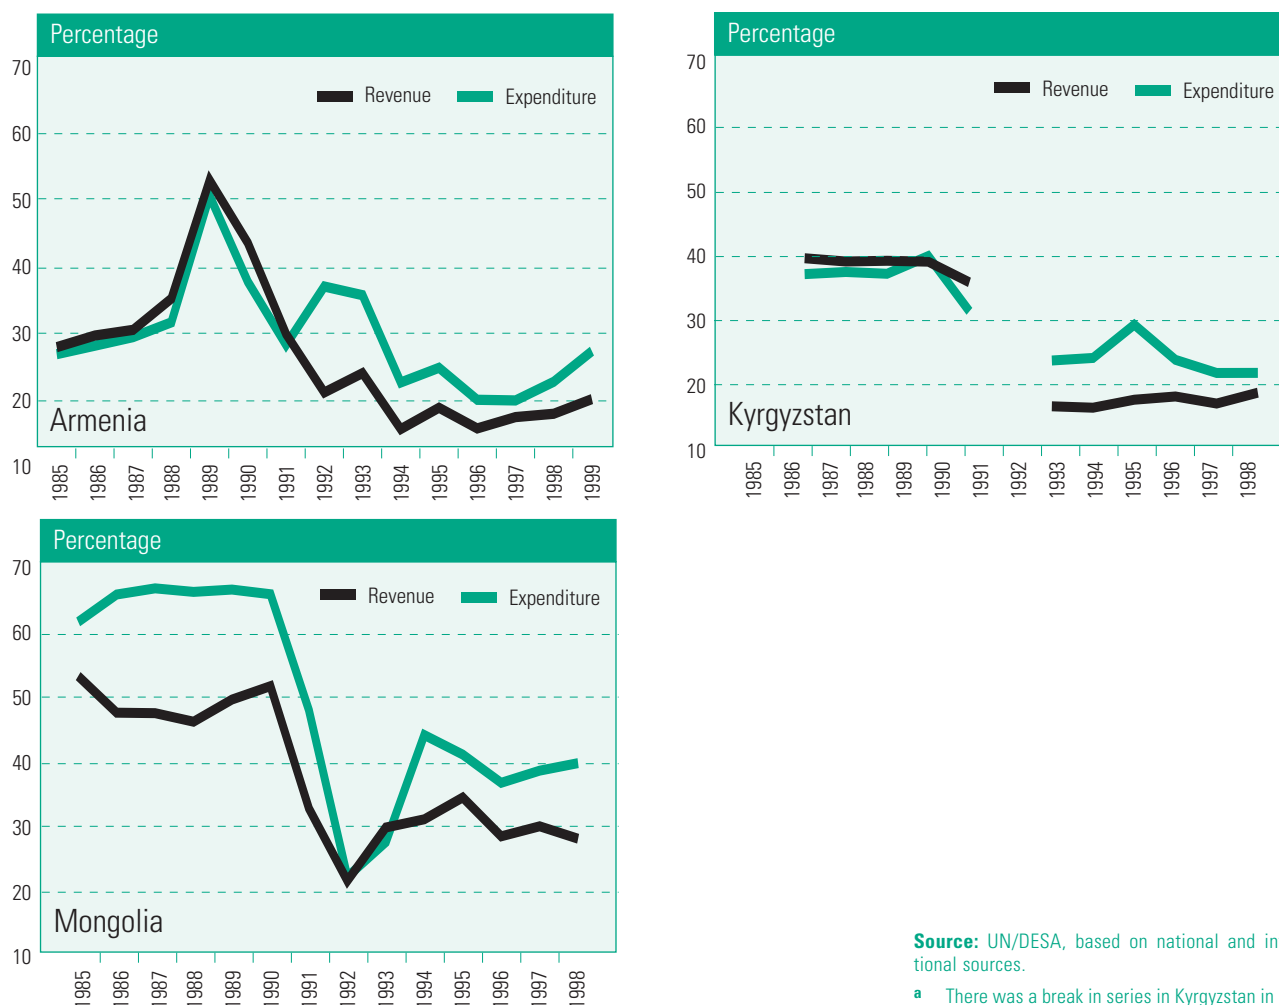 Percentage
70
60
50
40
30
20
10
Revenue Expenditure
Armenia
1985 1986 1987 1988 1989 1990 1991 1992 1993 1994 1995 1996 1997 1998 1999
Percentage
70
60
50
40
30
20
10
Revenue Expenditure
Kyrgyzstan
1985 1986 1987 1988 1989 1990 1991 1992 1993 1994 1995 1996 1997 1998
Percentage
70
60
50
40
30
20
10
Revenue Expenditure
Mongolia
1985 1986 1987 1988 1989 1990 1991 1992 1993 1994 1995 1996 1997 1998
Source: UN/DESA, based on national and in
tional sources.
a There was a break in series in Kyrgyzstan in